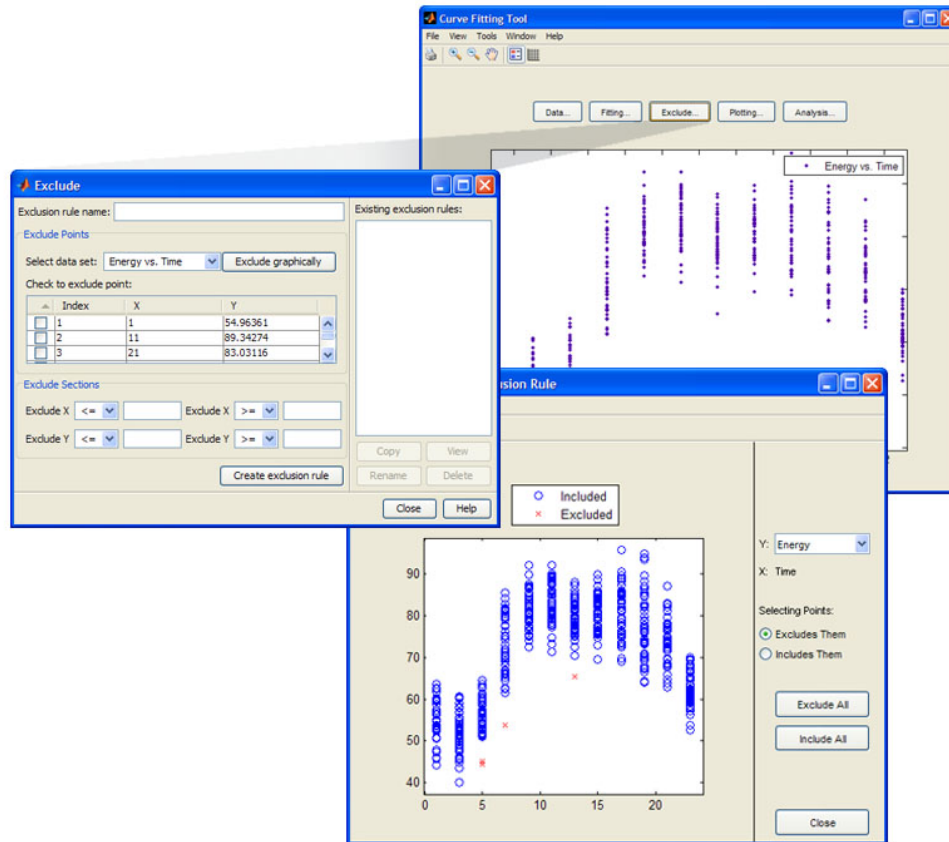 Curve Fitting Tool
File View Tools Window Help
Data... Fitting... Exclude... Plotting... Analysis...
Energy vs. Time
Exclude
Exclusion rule name:
Existing exclusion rules:
Exclude Points
Select data set: Energy vs. Time Exclude graphically
Check to exclude point:
Index X Y
1 1 54.96361
2 11 89.34274
3 21 83.03116
Exclude Sections
Exclude X <= Exclude X >=
Exclude Y <= Exclude Y >=
Create exclusion rule
Copy View
Rename Delete
Close Help
usion Rule
Included
Excluded
90
80
70
60
50
40
0 5 10 15 20
Y: Energy
X: Time
Selecting Points:
Excludes Them
Includes Them
Exclude All
Include All
Close